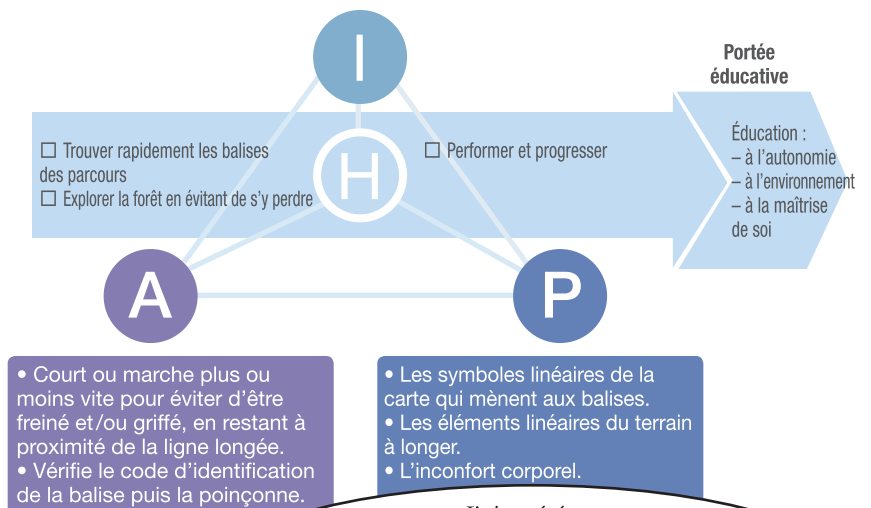 I
Portée
éducative
☐ Trouver rapidement les balises
des parcours
☐ Explorer la forêt en évitant de s'y perdre
H
☐ Performer et progresser
Éducation :
– à l'autonomie
– à l'environnement
– à la maîtrise
de soi
A
P
• Court ou marche plus ou
moins vite pour éviter d'être
freiné et/ou griffé, en restant à
proximité de la ligne longée.
• Vérifie le code d'identification
de la balise puis la poinçonne.
• Les symboles linéaires de la
carte qui mènent aux balises.
• Les éléments linéaires du terrain
à longer.
• L'inconfort corporel.